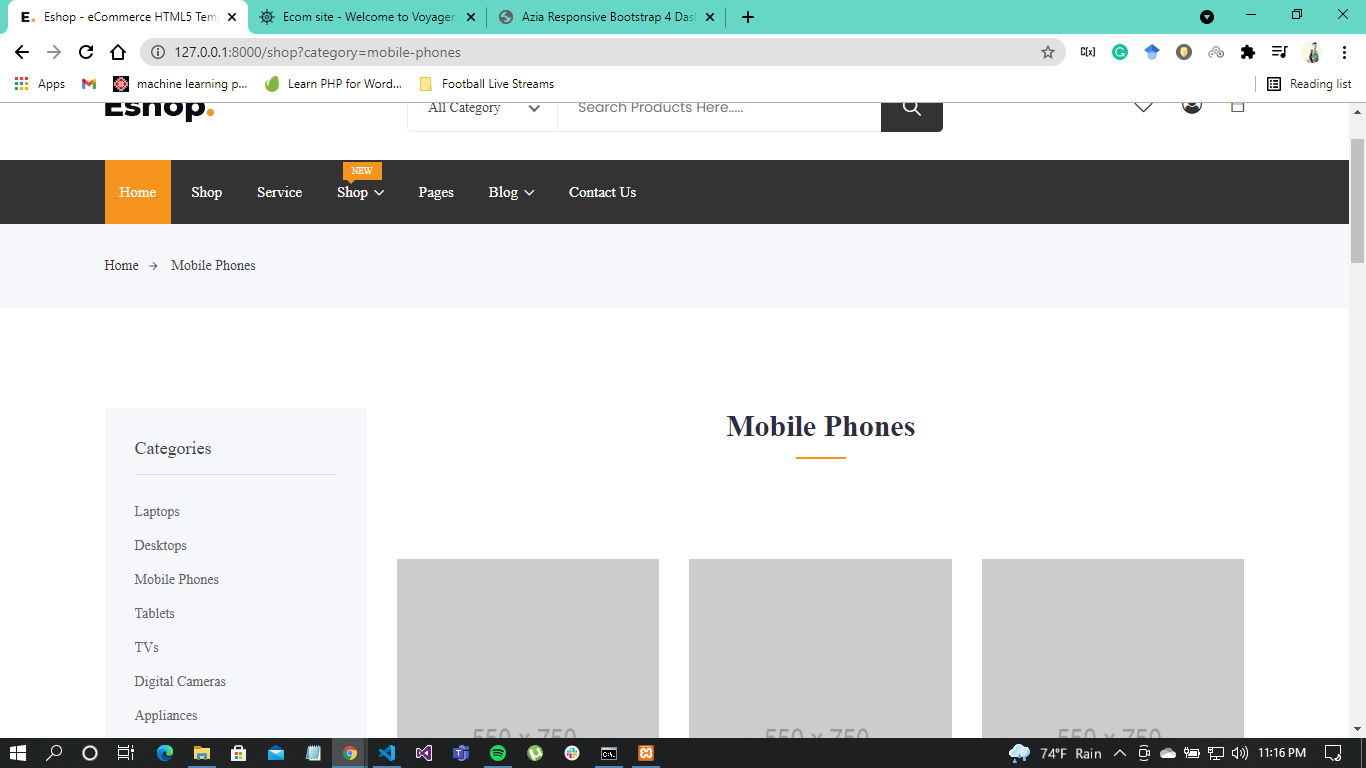 E. Eshop - eCommerce HTML5 Tem
Ecom site - Welcome to Voyager.
Azia Responsive Bootstrap 4 Das
127.0.0.1:8000/shop?category=mobile-phones
Apps
machine learning p...
Learn PHP for Word...
Football Live Streams
Reading list
Eshop.
All Category
Search Products Here.....
NEW
Home
Shop
Service
Shop
Pages
Blog
Contact Us
Home
Mobile Phones
Categories
Laptops
Desktops
Mobile Phones
Tablets
TVs
Digital Cameras
Appliances
Mobile Phones
550 x 750
550 x 750
550 x 750
74°F Rain
11:16 PM